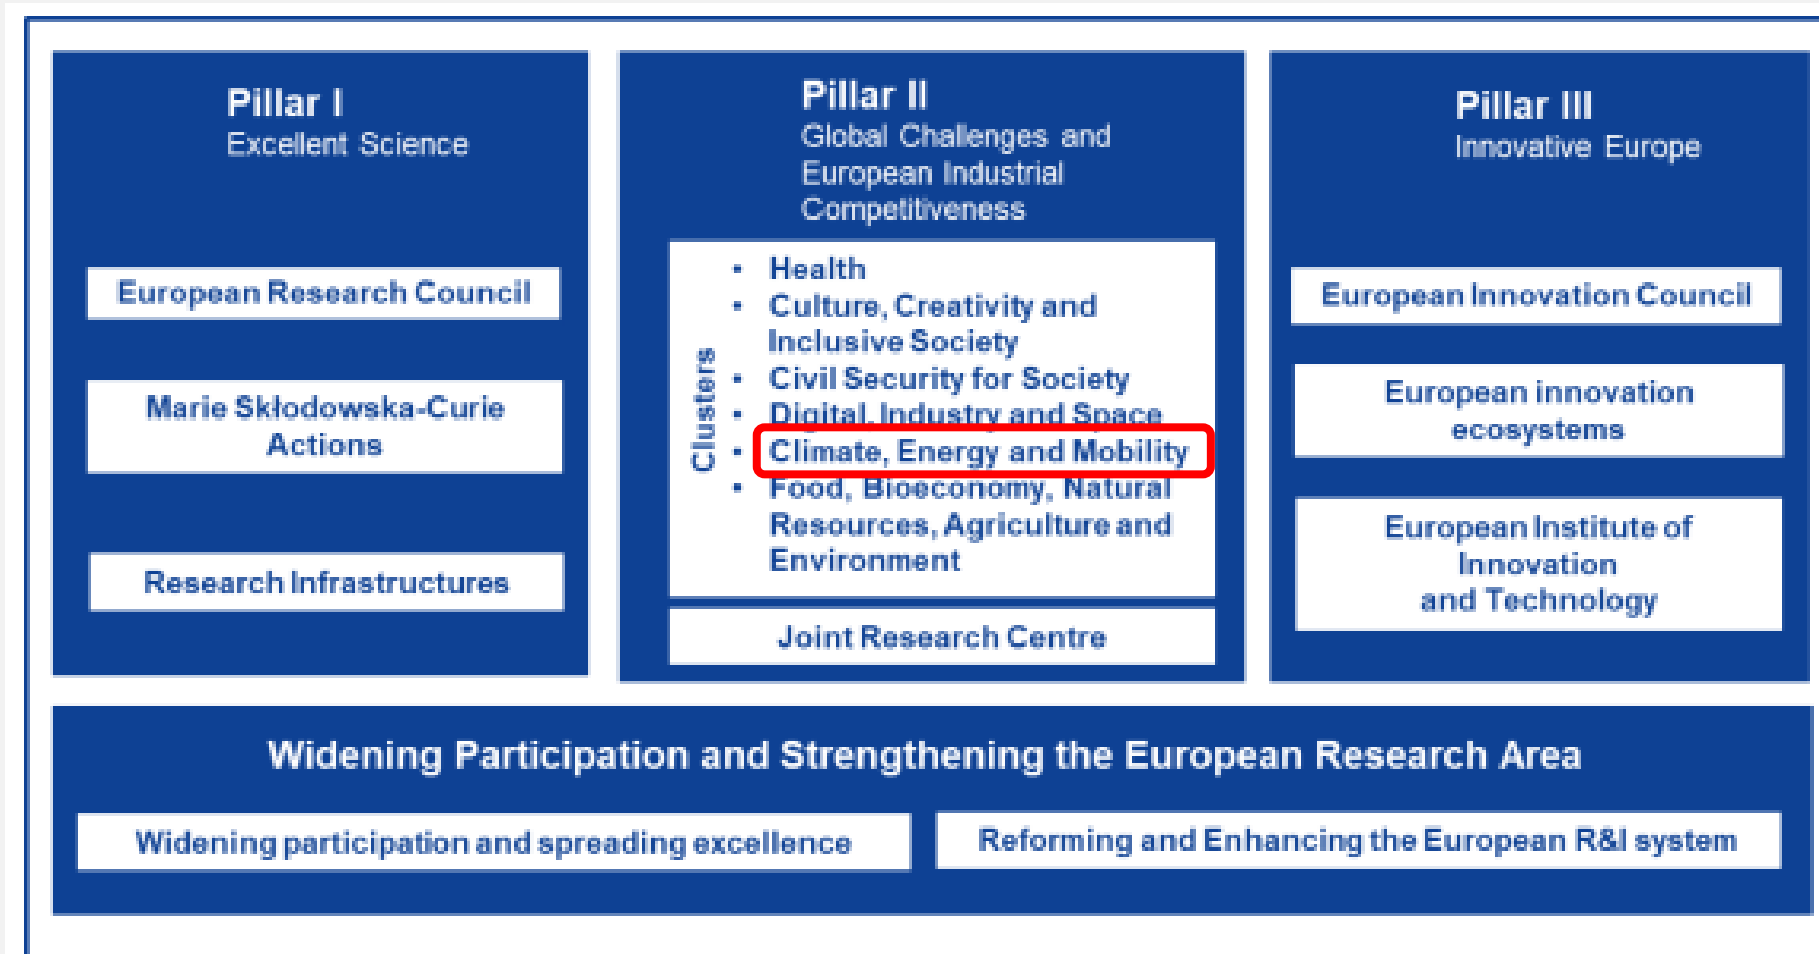 Pillar I
Excellent Science
European Research Council
Marie Skłodowska-Curie
Actions
Research Infrastructures
Pillar II
Global Challenges and
European Industrial
Competitiveness
Clusters
• Health
• Culture, Creativity and
Inclusive Society
• Civil Security for Society
• Digital, Industry and Space
• Climate, Energy and Mobility
• Food, Bioeconomy, Natural
Resources, Agriculture and
Environment
Joint Research Centre
Pillar III
Innovative Europe
European Innovation Council
European innovation
ecosystems
European Institute of
Innovation
and Technology
Widening Participation and Strengthening the European Research Area
Widening participation and spreading excellence
Reforming and Enhancing the European R&I system